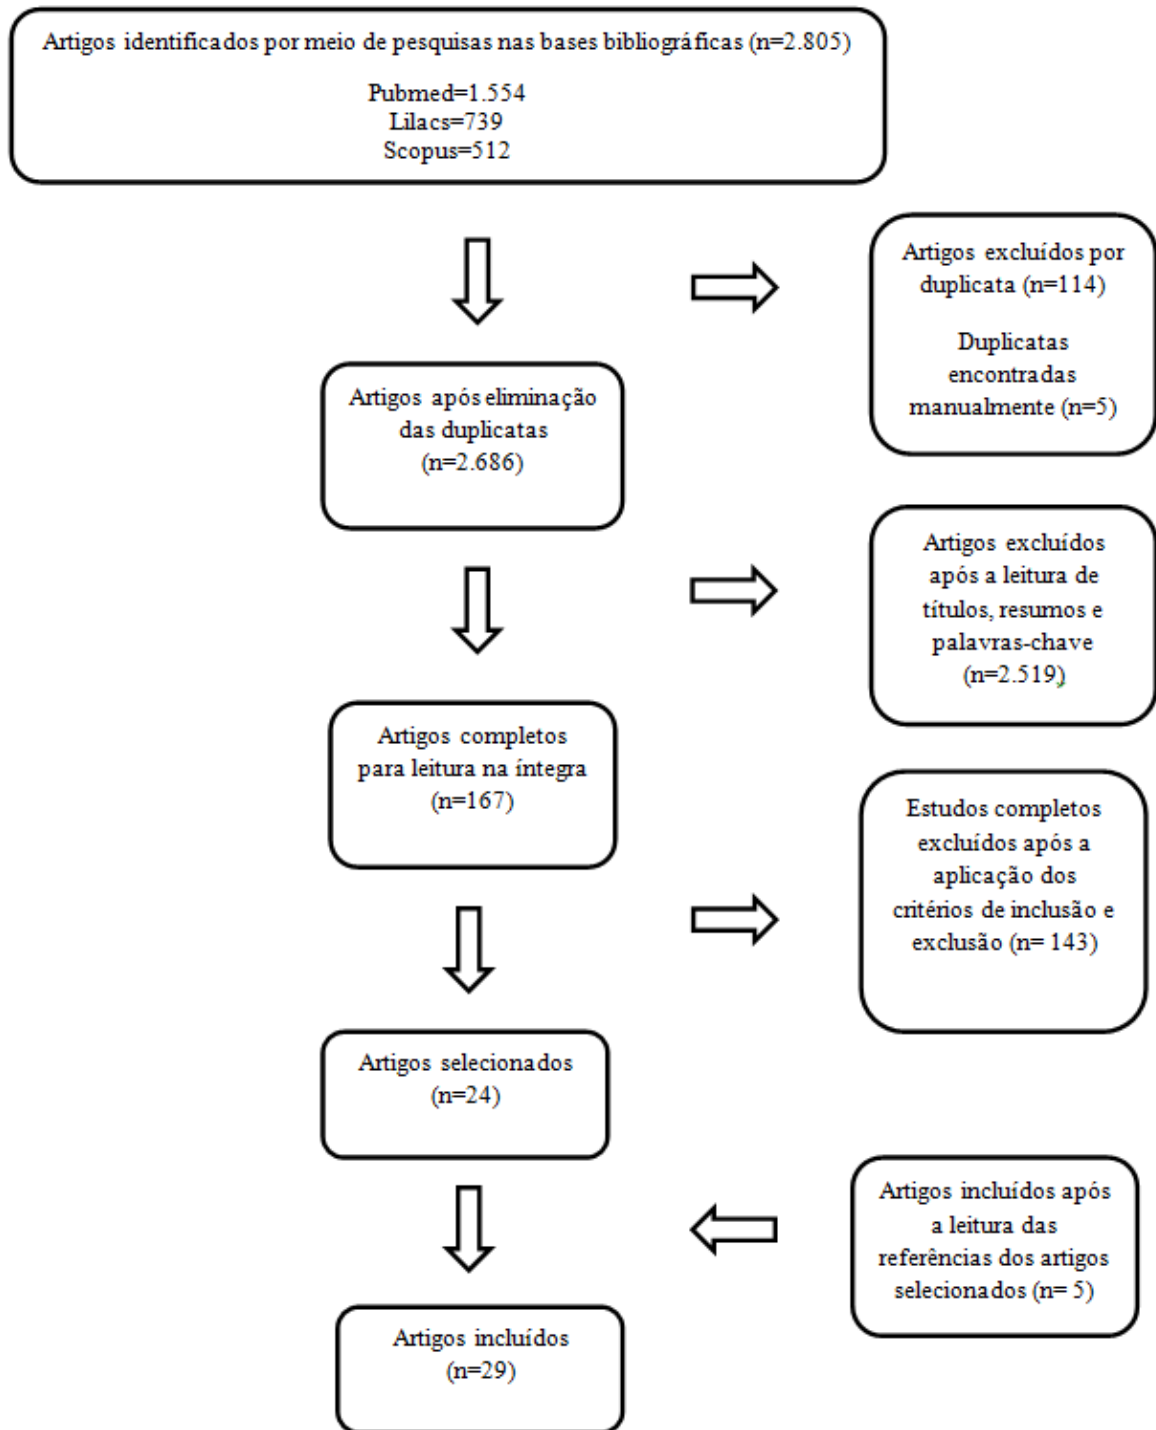 Artigos identificados por meio de pesquisas nas bases bibliográficas (n=2.805)
Pubmed=1.554
Lilacs=739
Scopus=512
Artigos excluídos por
duplicata (n=114)
Duplicatas
encontradas
manualmente (n=5)
Artigos após eliminação
das duplicatas
(n=2.686)
Artigos excluídos
após a leitura de
títulos, resumos e
palavras-chave
(n=2.519)
Artigos completos
para leitura na íntegra
(n=167)
Estudos completos
excluídos após a
aplicação dos
critérios de inclusão e
exclusão (n= 143)
Artigos selecionados
(n=24)
Artigos incluídos após
a leitura das
referências dos artigos
selecionados (n= 5)
Artigos incluídos
(n=29)